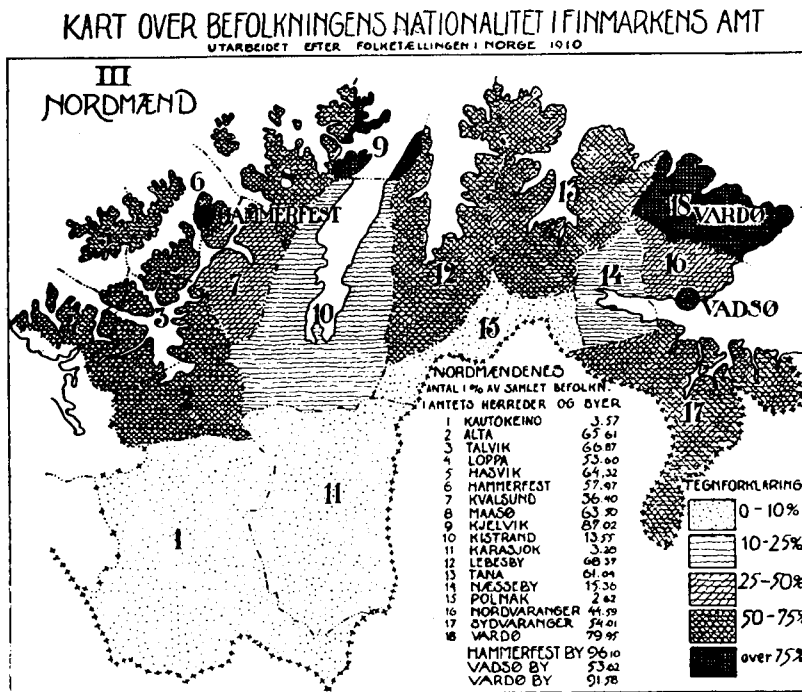 KART OVER BEFOLKNINGENS NATIONALITET I FINMARKENS AMT
UTARBEIDET EFTER FOLKETÆLLINGEN I NORGE 1910
III
NORDMÆND
9
6
HAMMERFEST
13
18 VARDØ
7
12
14
16
3
10
VADSØ
15
2
17
11
1
NORDMÆNDENES
ANTAL I % AV SAMLET BEFOLKN.
I AMTETS HERREDER OG BYER
1 KAUTOKEINO 3.57
2 ALTA 65.61
3 TALVIK 66.87
4 LOPPA 53.60
5 HASVIK 64.32
6 HAMMERFEST 57.97
7 KVALSUND 36.40
8 MAASØ 63.50
9 KJELVIK 87.02
10 KISTRAND 13.55
11 KARASJOK 3.20
12 LEBESBY 68.37
13 TANA 61.04
14 NÆSSEBY 15.36
15 POLMAK 2.62
16 NORDVARANGER 44.59
17 SYDVARANGER 54.01
18 VARDØ 79.95
HAMMERFEST BY 96.10
VADSØ BY 53.62
VARDØ BY 91.58
TEGNFORKLARING
0-10%
10-25%
25-50%
50-75%
over 75%